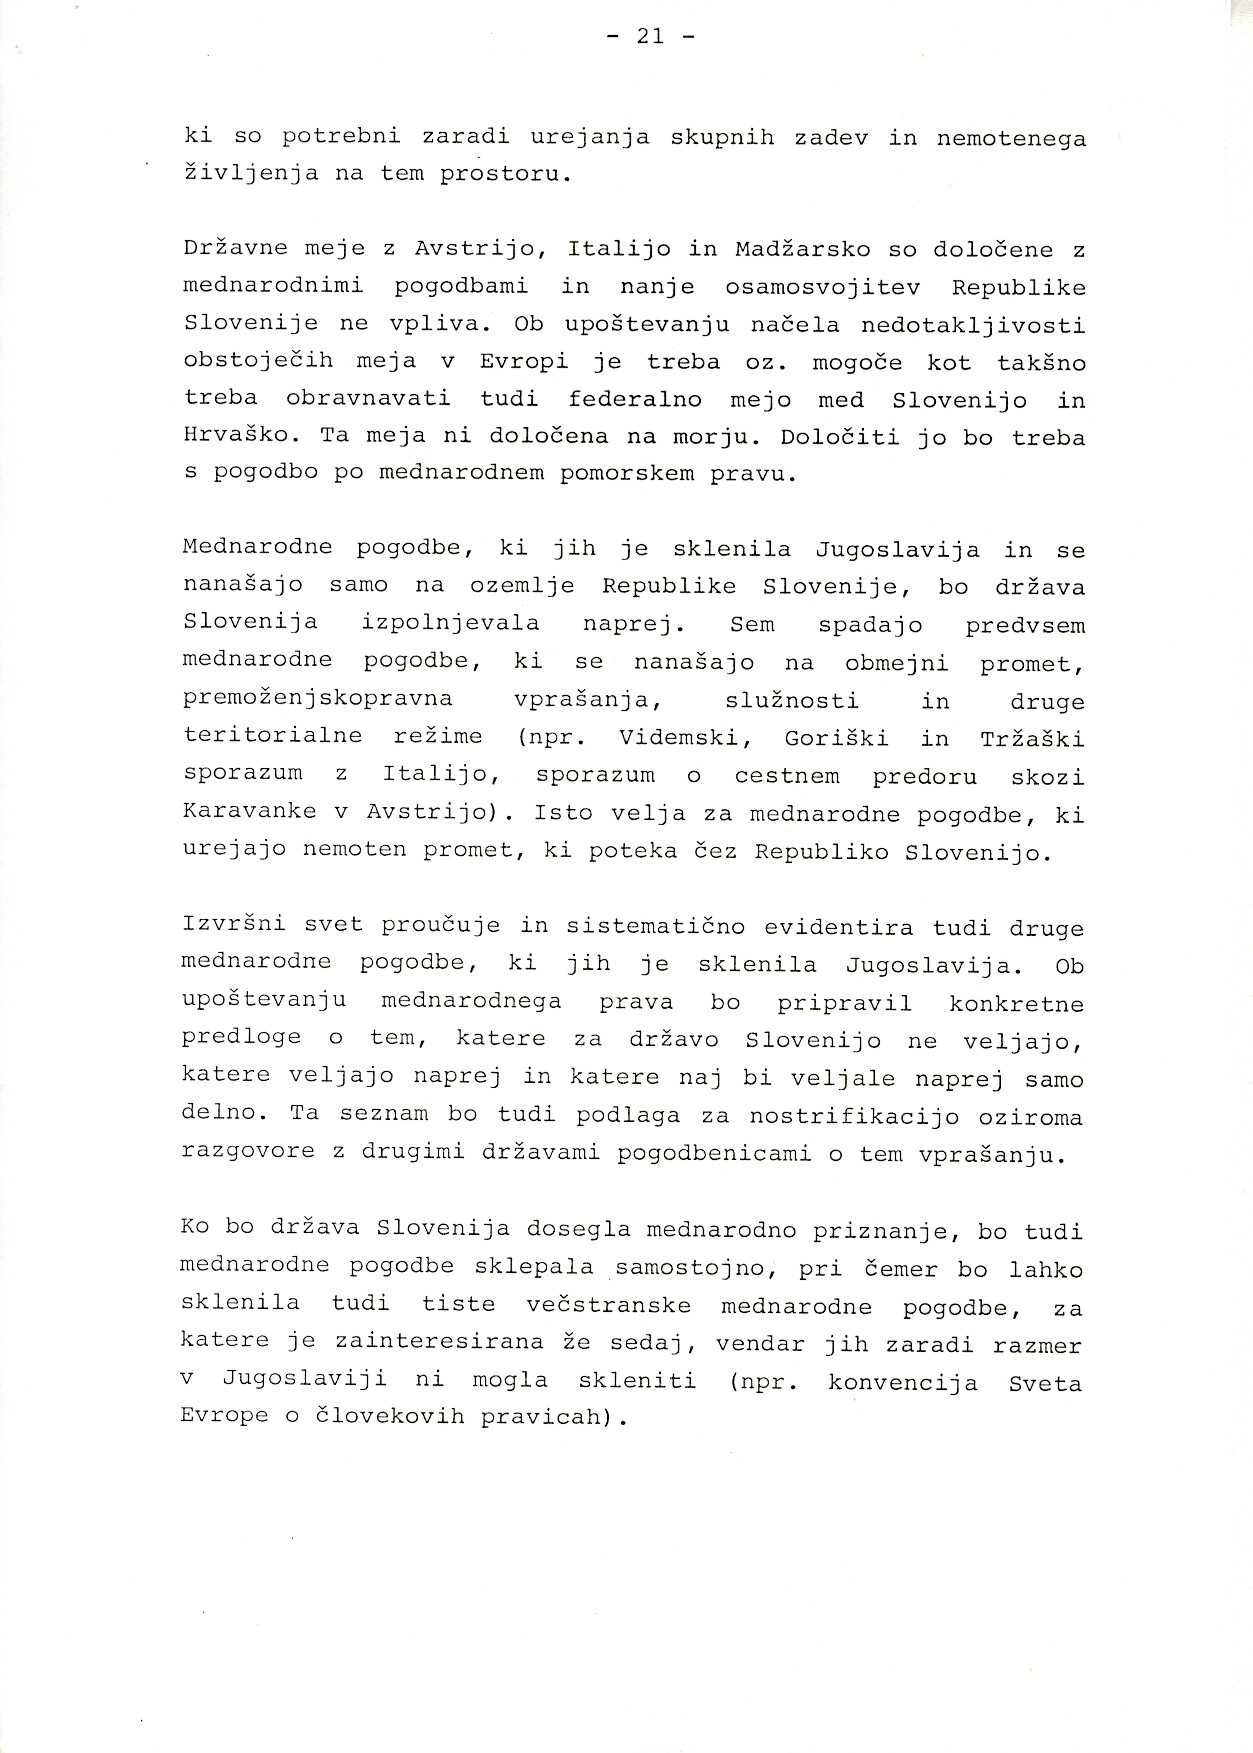 - 21 -
ki so potrebni zaradi urejanja skupnih zadev in nemotenega
življenja na tem prostoru.
Državne meje z Avstrijo, Italijo in Madžarsko so določene z
mednarodnimi pogodbami in nanje osamosvojitev Republike
Slovenije ne vpliva. Ob upoštevanju načela nedotakljivosti
obstoječih meja v Evropi je treba oz. mogoče kot takšno
treba obravnavati tudi federalno mejo med Slovenijo in
Hrvaško. Ta meja ni določena na morju. Določiti jo bo treba
s pogodbo po mednarodnem pomorskem pravu.
Mednarodne pogodbe, ki jih je sklenila Jugoslavija in se
nanašajo samo na ozemlje Republike Slovenije, bo država
Slovenija izpolnjevala naprej. Sem spadajo predvsem
mednarodne pogodbe, ki se nanašajo na obmejni promet,
premoženjskopravna vprašanja, služnosti in druge
teritorialne režime (npr. Videmski, Goriški in Tržaški
sporazum z Italijo, sporazum o cestnem predoru skozi
Karavanke v Avstrijo). Isto velja za mednarodne pogodbe, ki
urejajo nemoten promet, ki poteka čez Republiko Slovenijo.
Izvršni svet proučuje in sistematično evidentira tudi druge
mednarodne pogodbe, ki jih je sklenila Jugoslavija. Ob
upoštevanju mednarodnega prava bo pripravil konkretne
predloge o tem, katere za državo Slovenijo ne veljajo,
katere veljajo naprej in katere naj bi veljale naprej samo
delno. Ta seznam bo tudi podlaga za nostrifikacijo oziroma
razgovore z drugimi državami pogodbenicami o tem vprašanju.
Ko bo država Slovenija dosegla mednarodno priznanje, bo tudi
mednarodne pogodbe sklepala samostojno, pri čemer bo lahko
sklenila tudi tiste večstranske mednarodne pogodbe, za
katere je zainteresirana že sedaj, vendar jih zaradi razmer
v Jugoslaviji ni mogla skleniti (npr. konvencija Sveta
Evrope o človekovih pravicah).